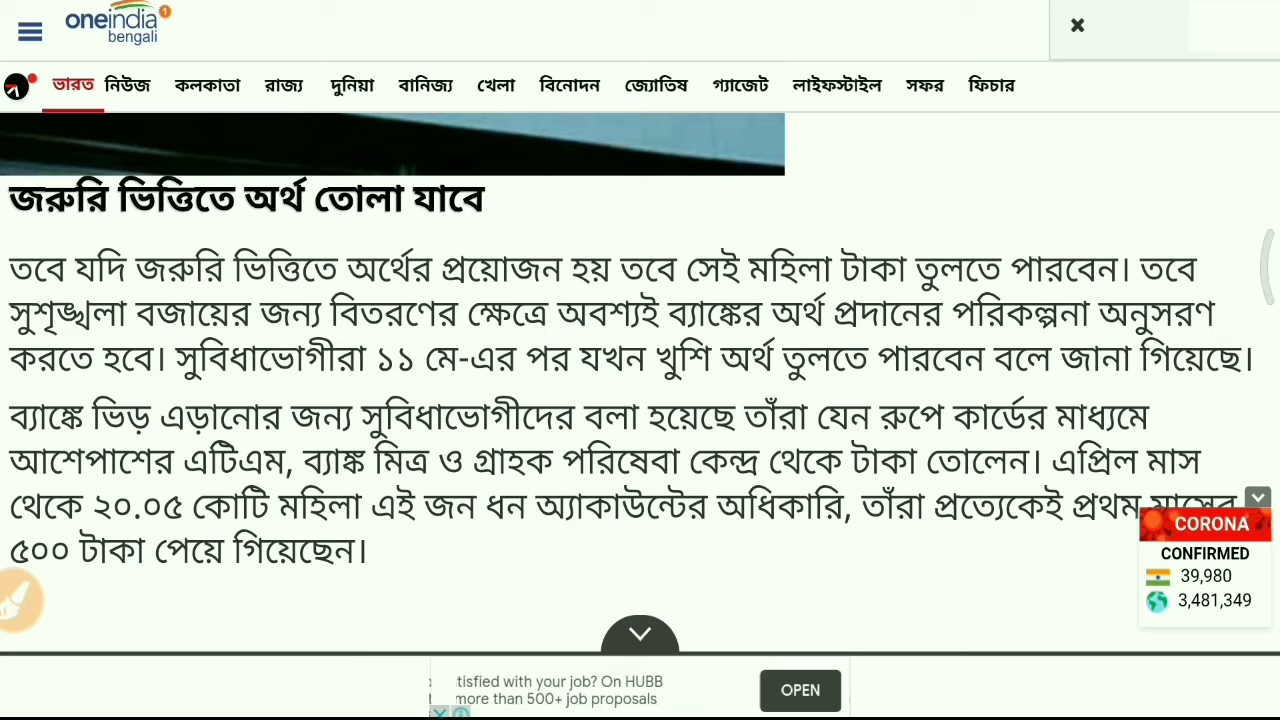 oneindia
bengali
ভারত নিউজ কলকাতা রাজ্য দুনিয়া বানিজ্য খেলা বিনোদন জ্যোতিষ গ্যাজেট লাইফস্টাইল সফর ফিচার
জরুরি ভিত্তিতে অর্থ তোলা যাবে
তবে যদি জরুরি ভিত্তিতে অর্থের প্রয়োজন হয় তবে সেই মহিলা টাকা তুলতে পারবেন। তবে
সুশৃঙ্খলা বজায়ের জন্য বিতরণের ক্ষেত্রে অবশ্যই ব্যাঙ্কের অর্থ প্রদানের পরিকল্পনা অনুসরণ
করতে হবে। সুবিধাভোগীরা ১১ মে-এর পর যখন খুশি অর্থ তুলতে পারবেন বলে জানা গিয়েছে।
ব্যাঙ্কে ভিড় এড়ানোর জন্য সুবিধাভোগীদের বলা হয়েছে তাঁরা যেন রুপে কার্ডের মাধ্যমে
আশেপাশের এটিএম, ব্যাঙ্ক মিত্র ও গ্রাহক পরিষেবা কেন্দ্র থেকে টাকা তোলেন। এপ্রিল মাস
থেকে ২০.০৫ কোটি মহিলা এই জন ধন অ্যাকাউন্টের অধিকারি, তাঁরা প্রত্যেকেই প্রথম মাসের
৫০০ টাকা পেয়ে গিয়েছেন।
CORONA
CONFIRMED
39,980
3,481,349
tisfied with your job? On HUBB
more than 500+ job proposals
OPEN